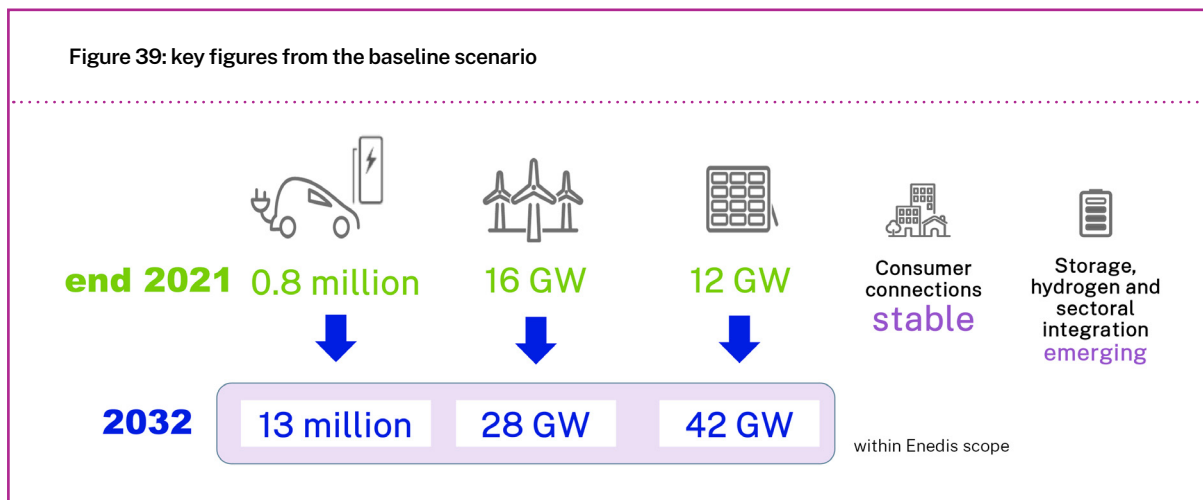 Figure 39: key figures from the baseline scenario
end 2021 0.8 million 16 GW 12 GW
Consumer
connections
stable
Storage,
hydrogen and
sectoral
integration
emerging
2032 13 million 28 GW 42 GW
within Enedis scope